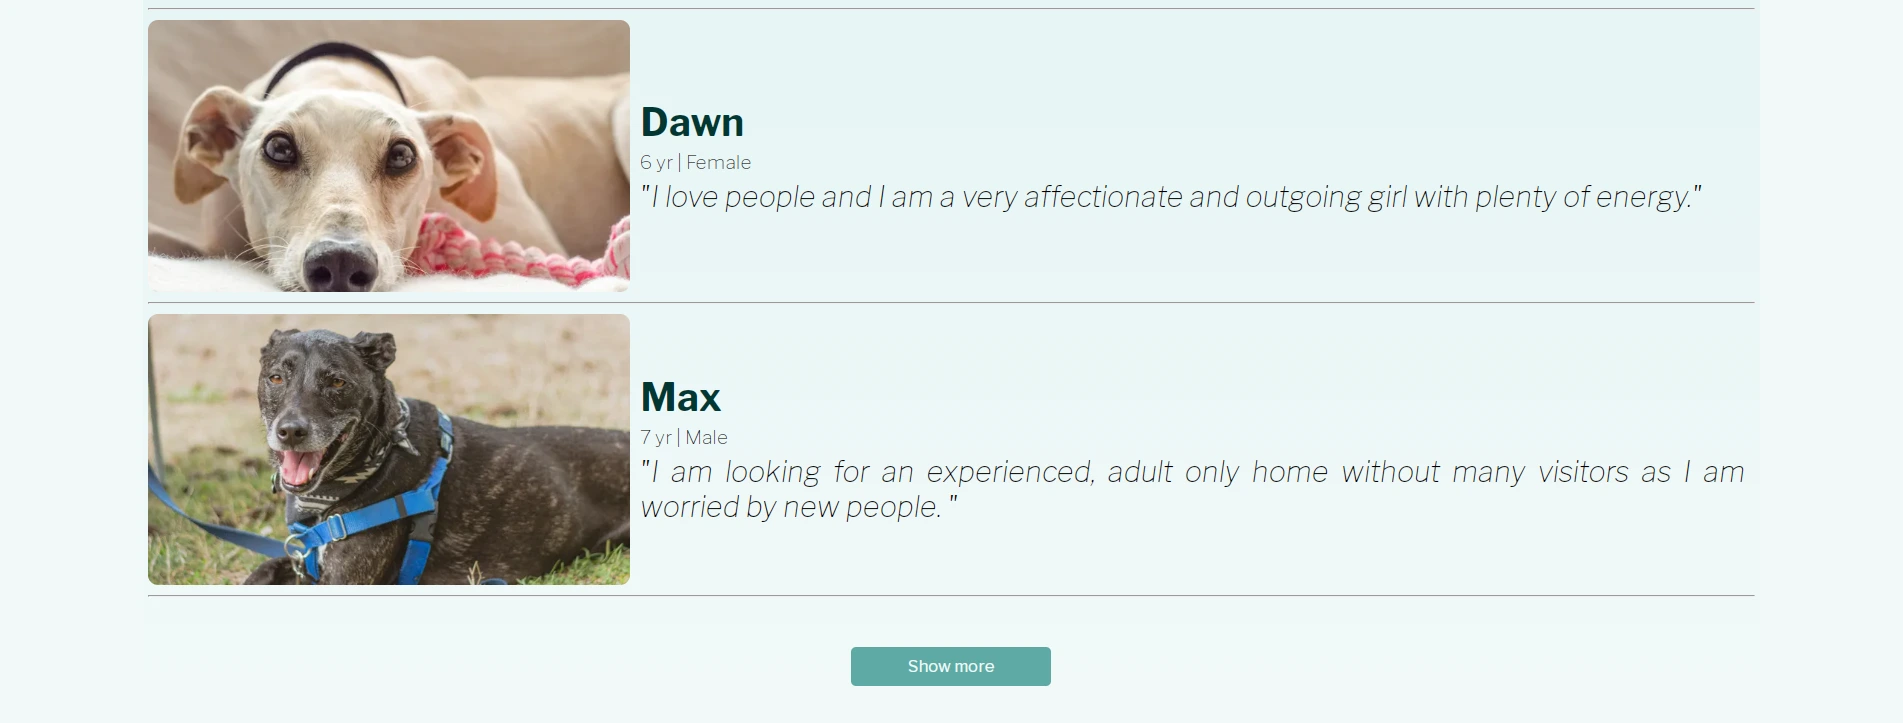 Dawn
6 yr | Female
"I love people and I am a very affectionate and outgoing girl with plenty of energy."
Max
7 yr | Male
"I am looking for an experienced, adult only home without many visitors as I am
worried by new people. "
Show more